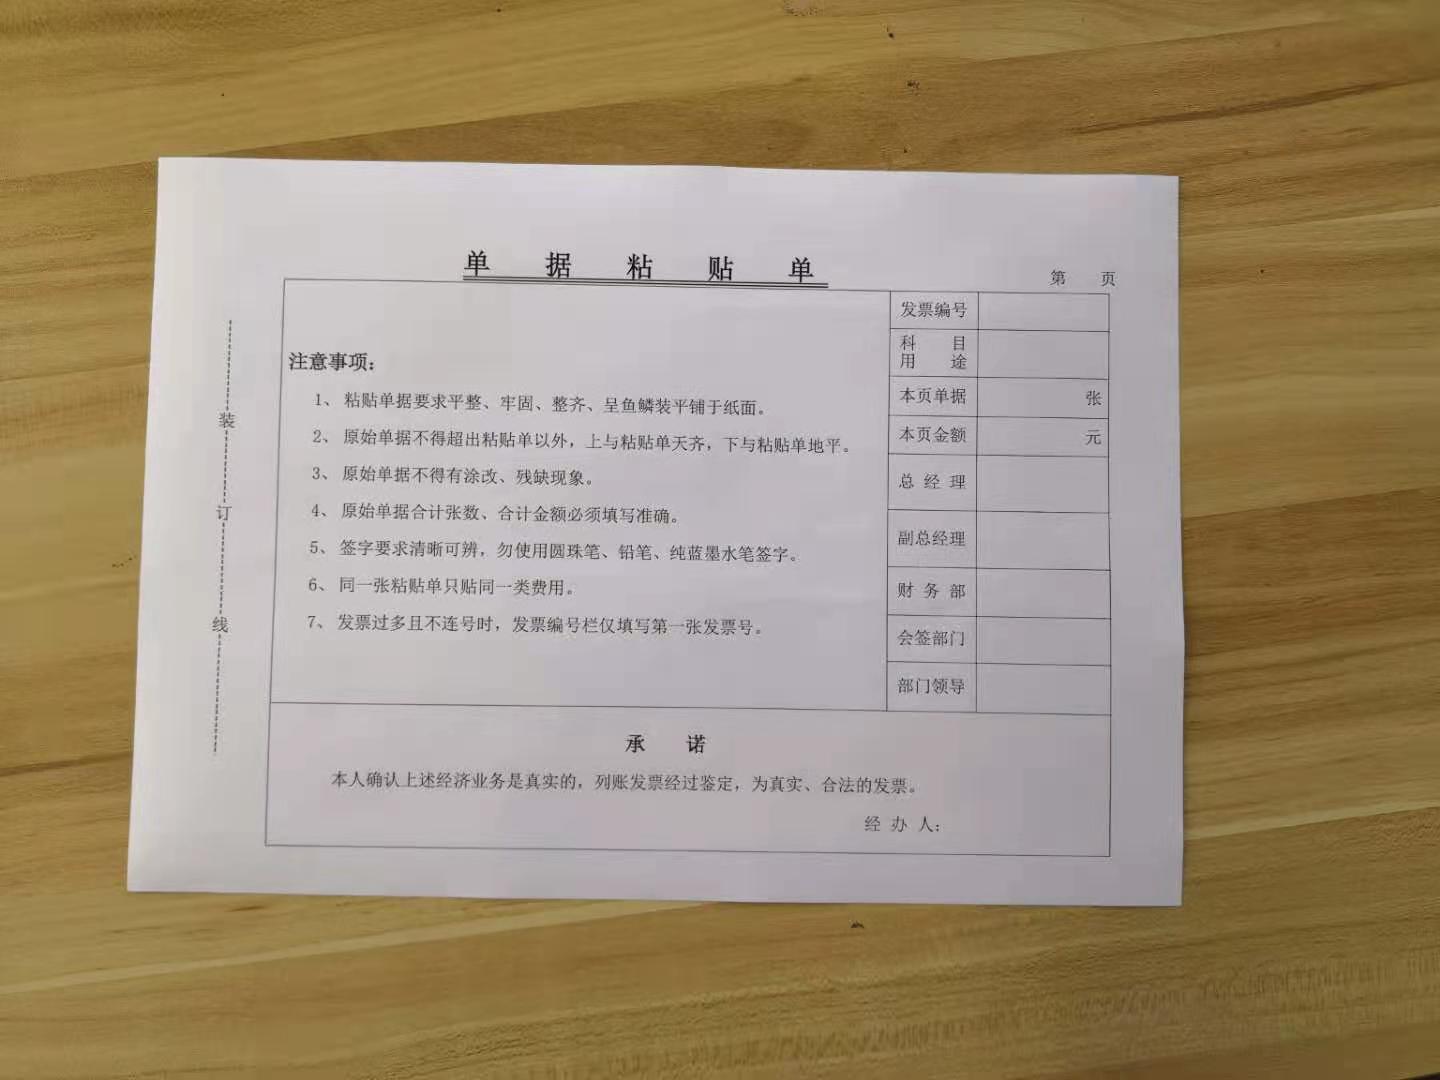 单 据 粘 贴 单
第 页
装 订 线
注意事项:
1、粘贴单据要求平整、牢固、整齐、呈鱼鳞装平铺于纸面。
2、原始单据不得超出粘贴单以外，上与粘贴单天齐，下与粘贴单地平。
3、原始单据不得有涂改、残缺现象。
4、原始单据合计张数、合计金额必须填写准确。
5、签字要求清晰可辨，勿使用圆珠笔、铅笔、纯蓝墨水笔签字。
6、同一张粘贴单只贴同一类费用。
7、发票过多且不连号时，发票编号栏仅填写第一张发票号。
发票编号
科 目
用 途
本页单据 张
本页金额 元
总 经 理
副总经理
财 务 部
会签部门
部门领导
承 诺
本人确认上述经济业务是真实的，列账发票经过鉴定，为真实、合法的发票。
经 办 人: